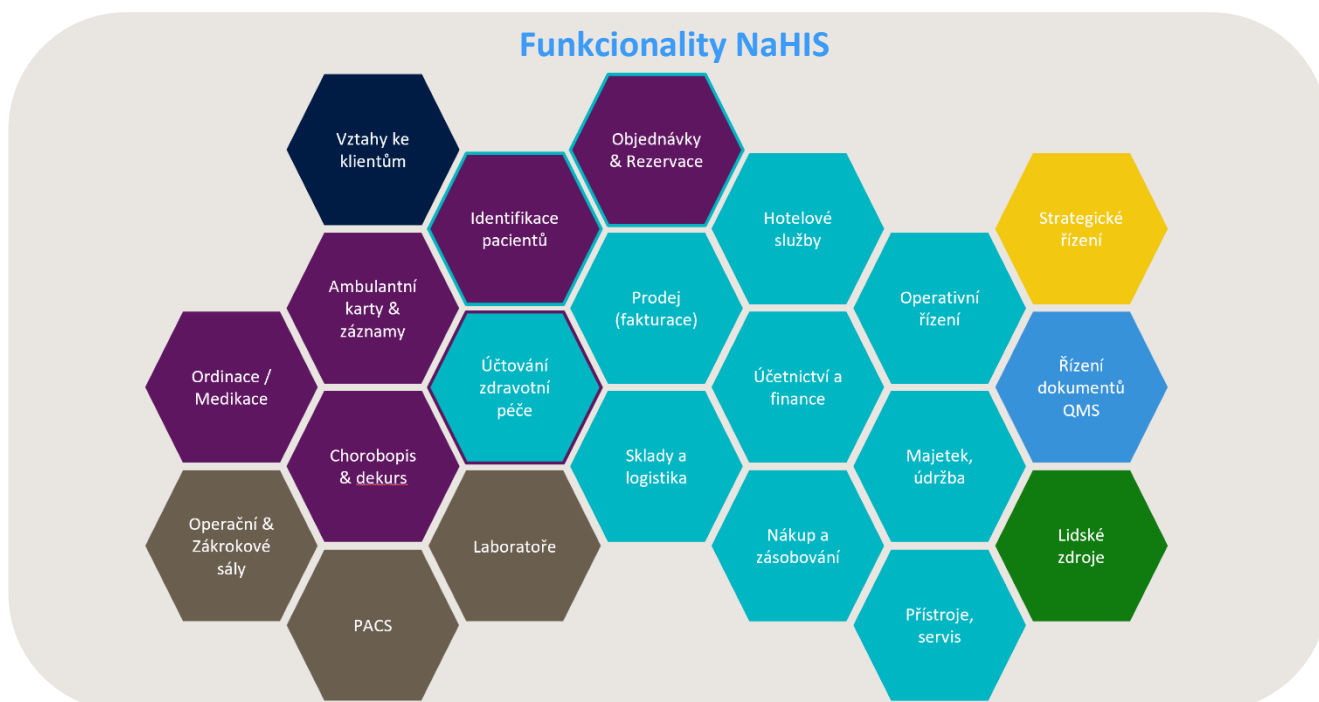 Funkcionality NaHIS
Vztahy ke
klientům
Objednávky
& Rezervace
Identifikace
pacientů
Hotelové
služby
Strategické
řízení
Ambulantní
karty &
záznamy
Prodej
(fakturace)
Operativní
řízení
Ordinace /
Medikace
Účtování
zdravotní
péče
Účetnictví a
finance
Řízení
dokumentů
QMS
Chorobopis
& dekurs
Sklady a
logistika
Majetek,
údržba
Operační &
Zákrokové
sály
Laboratoře
Nákup a
zásobování
Lidské
zdroje
PACS
Přístroje,
servis